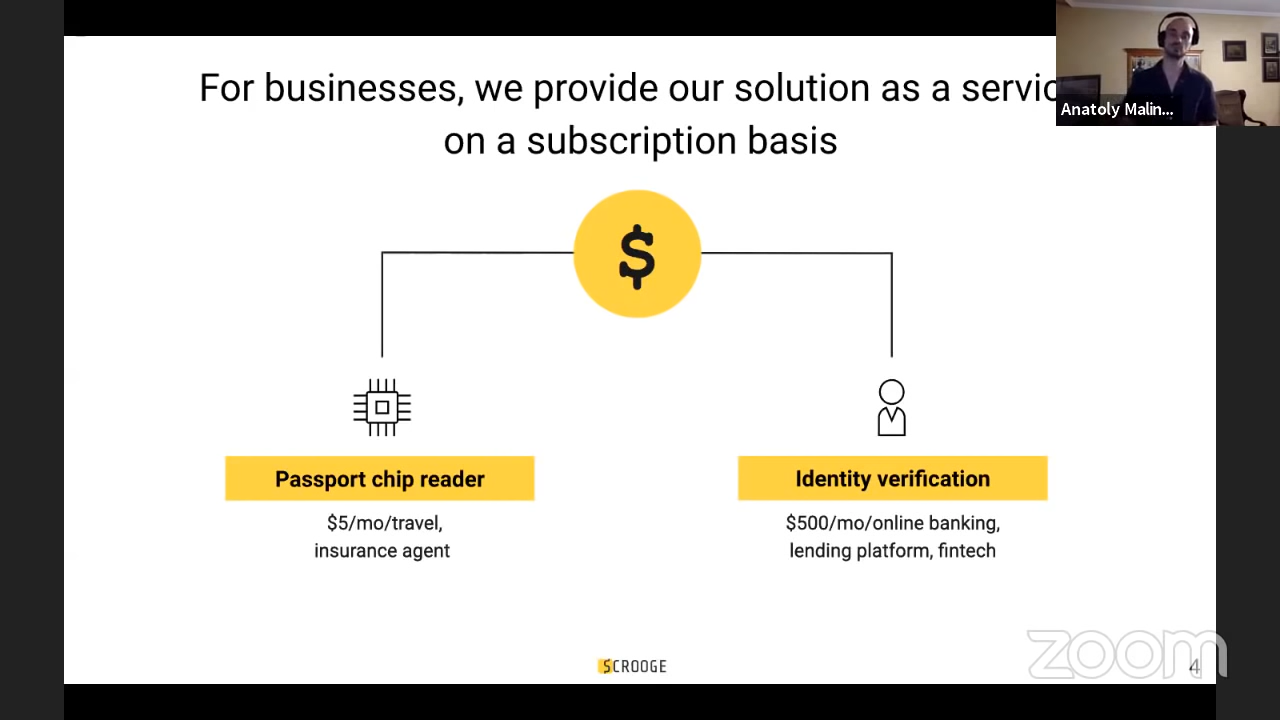 For businesses, we provide our solution as a servic
on a subscription basis
Anatoly Malin...
$
Passport chip reader
$5/mo/travel,
insurance agent
Identity verification
$500/mo/online banking,
lending platform, fintech
SCROOGE
zoom
4